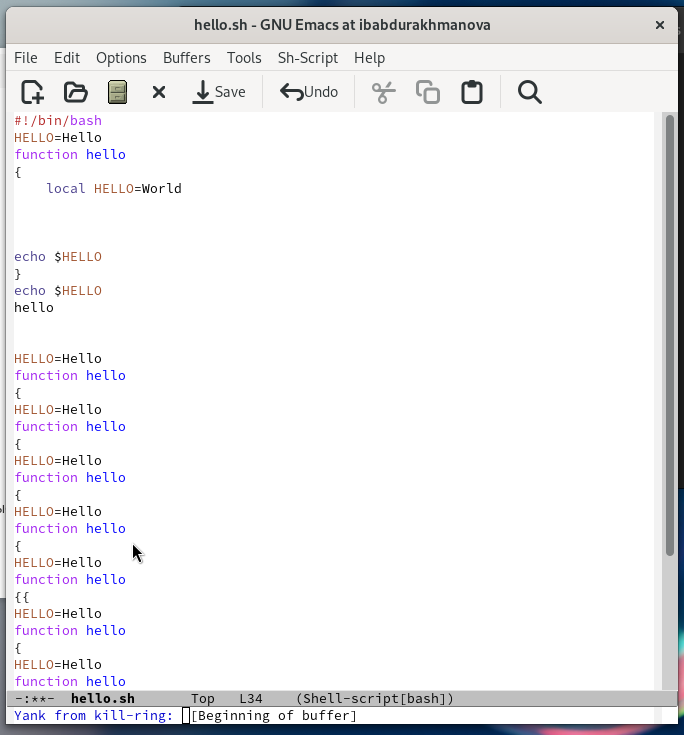 hello.sh - GNU Emacs at ibabdurakhmanova
File Edit Options Buffers Tools Sh-Script Help
Save Undo
#!/bin/bash
HELLO=Hello
function hello
{
    local HELLO=World
echo $HELLO
}
echo $HELLO
hello
HELLO=Hello
function hello
{
HELLO=Hello
function hello
{
HELLO=Hello
function hello
{
HELLO=Hello
function hello
{
HELLO=Hello
function hello
{{
HELLO=Hello
function hello
{
HELLO=Hello
function hello
-:**-  hello.sh       Top   L34    (Shell-script[bash])
Yank from kill-ring: [Beginning of buffer]